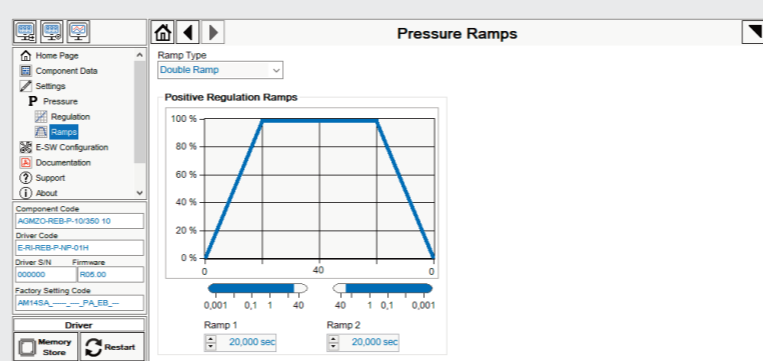 Pressure Ramps
Home Page
Component Data
Settings
P Pressure
Regulation
Ramps
E-SW Configuration
Documentation
? Support
i About
Component Code
AGMZO-REB-P-10/350 10
Driver Code
E-RI-REB-P-NP-01H
Driver S/N Firmware
000000 R05.00
Factory Setting Code
AM14SA_----_---_PA_EB_---
Driver
Memory Store
Restart
Ramp Type
Double Ramp
Positive Regulation Ramps
100 %
80 %
60 %
40 %
20 %
0 %
0 40 0
0,001 0,1 1 40 40 1 0,1 0,001
Ramp 1 Ramp 2
20,000 sec 20,000 sec